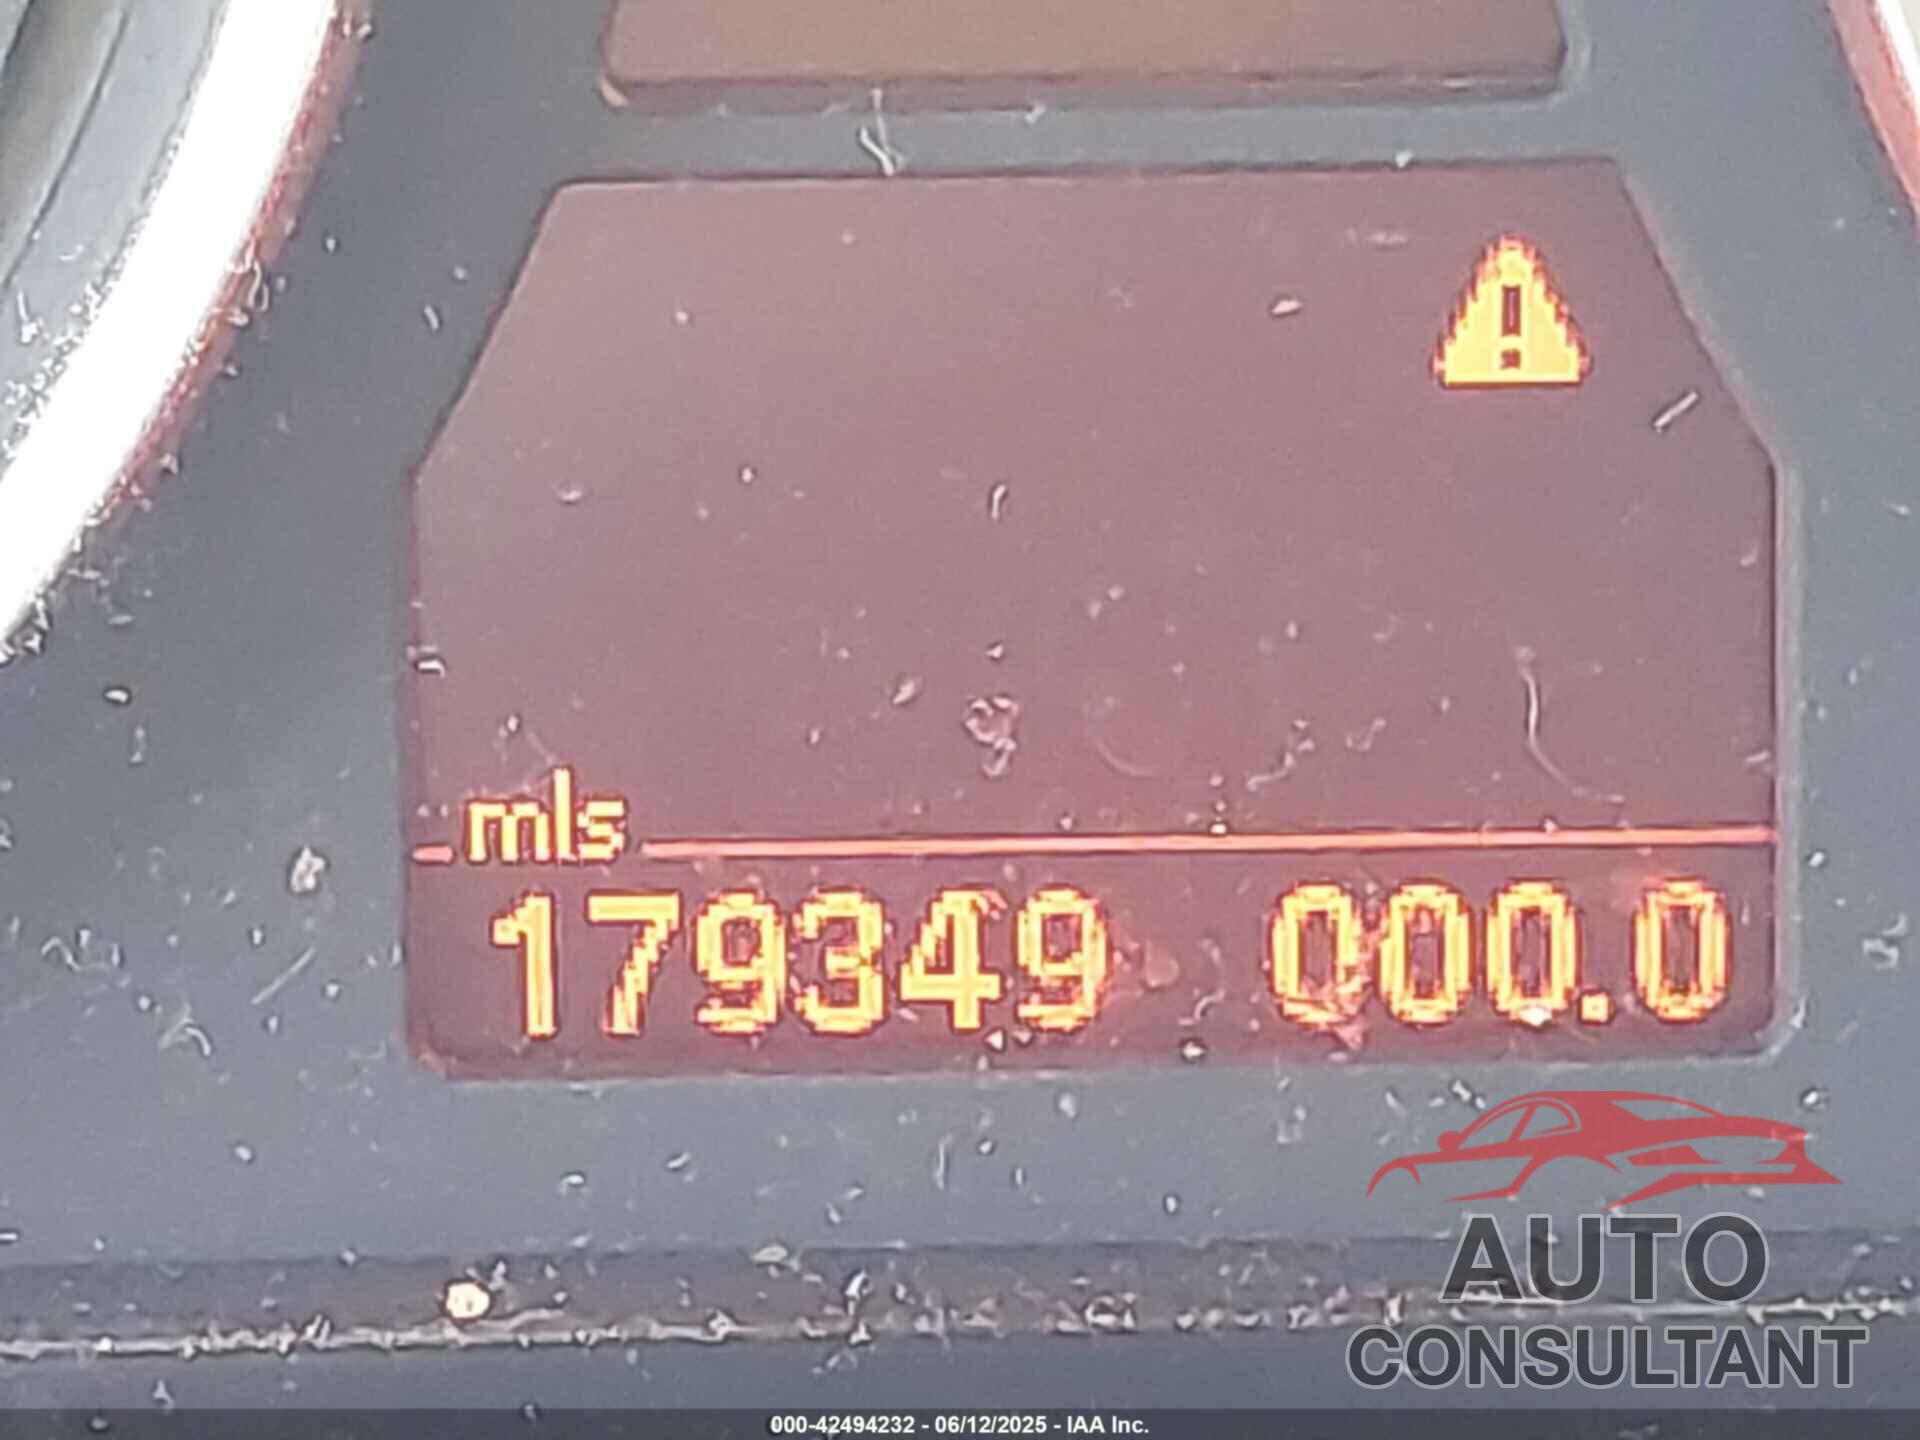 mls
179349 000.0
AUTO
CONSULTANT
000-42494232 - 06/12/2025 - IAA Inc.